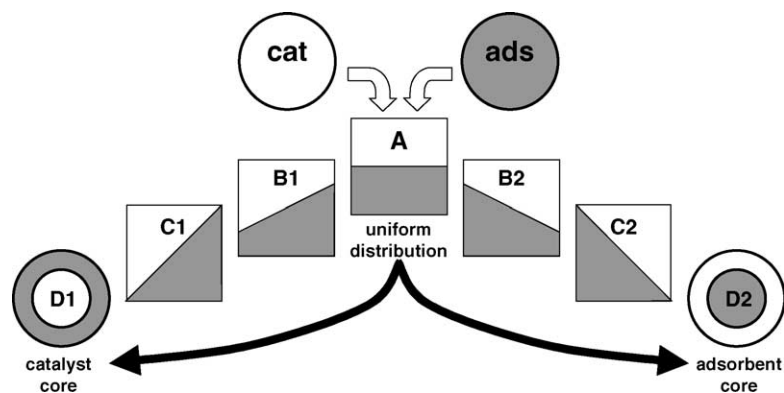 cat
ads
A
B1
B2
C1
C2
uniform
distribution
D1
D2
catalyst
core
adsorbent
core